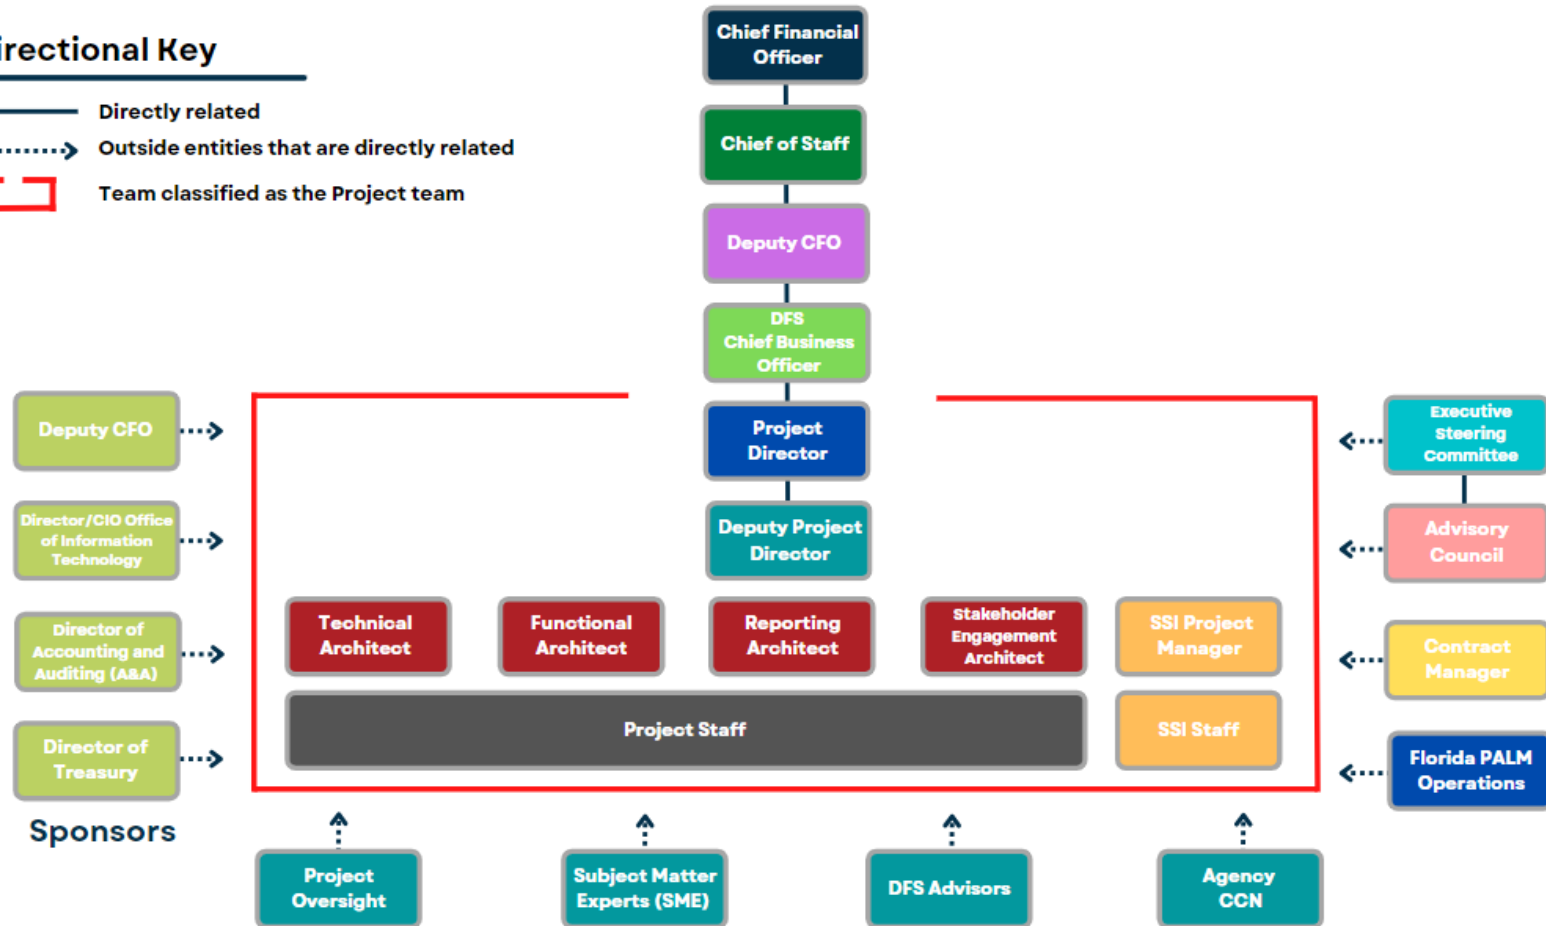 irectional Key
Directly related
Outside entities that are directly related
Team classified as the Project team
Chief Financial
Officer
Chief of Staff
Deputy CFO
DFS
Chief Business
Officer
Project
Director
Deputy Project
Director
Deputy CFO
Director/CIO Office
of Information
Technology
Director of
Accounting and
Auditing (A&A)
Director of
Treasury
Sponsors
Technical
Architect
Functional
Architect
Reporting
Architect
Stakeholder
Engagement
Architect
SSI Project
Manager
Project Staff
SSI Staff
Executive
Steering
Committee
Advisory
Council
Contract
Manager
Florida PALM
Operations
Project
Oversight
Subject Matter
Experts (SME)
DFS Advisors
Agency
CCN